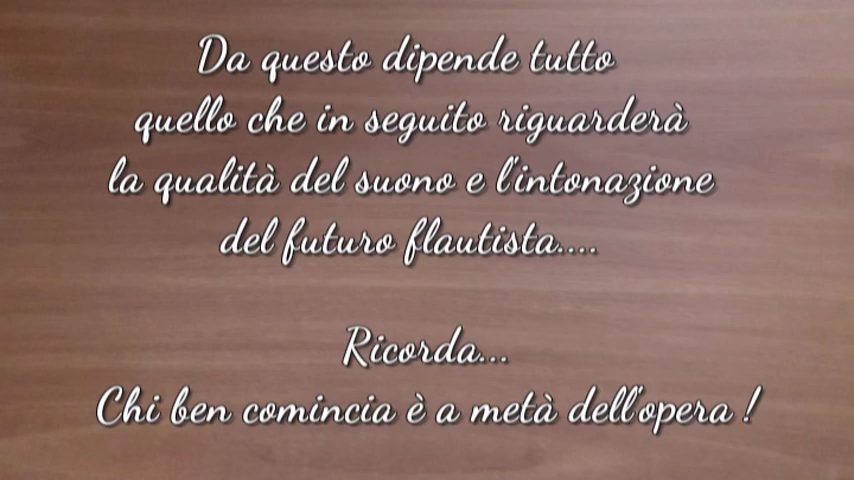 Da questo dipende tutto
quello che in seguito riguarderà
la qualità del suono e l'intonazione
del futuro flautista....
Ricorda...
Chi ben comincia è a metà dell'opera !